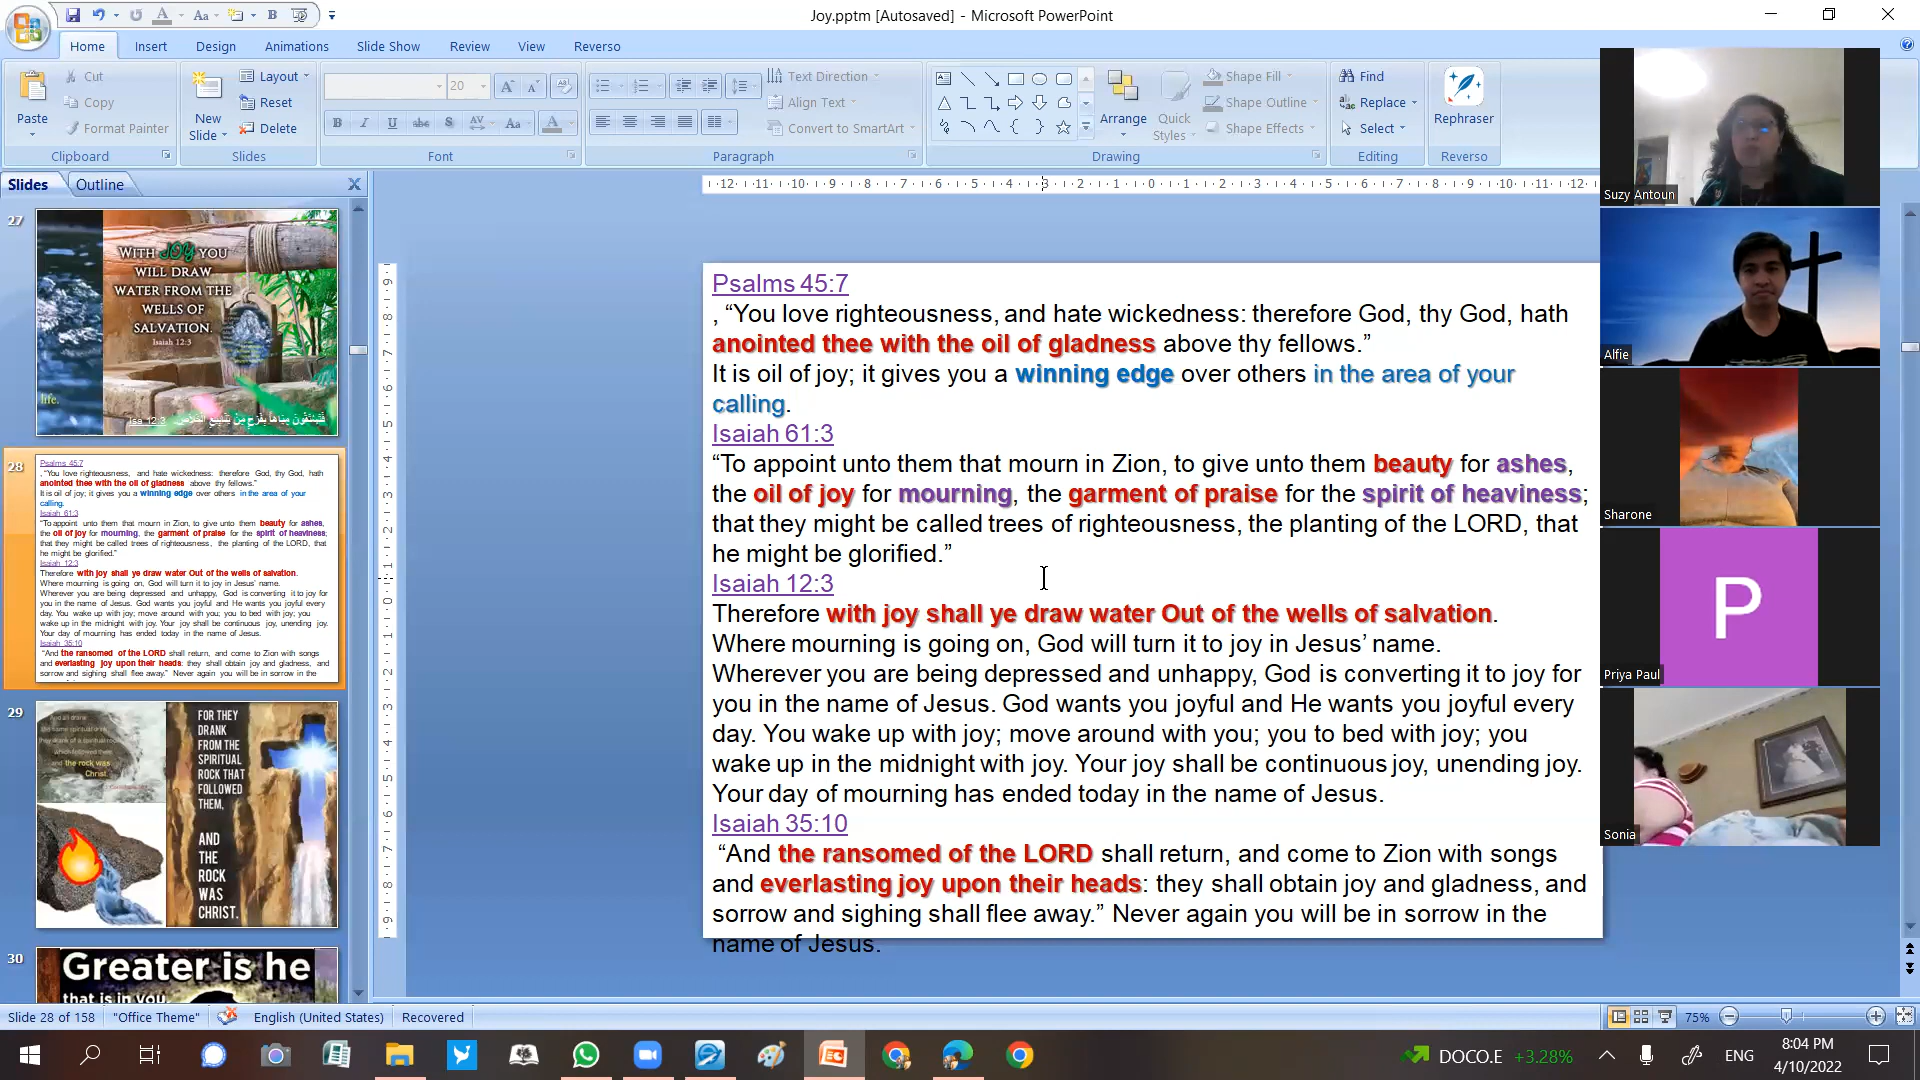 Joy.pptm [Autosaved] - Microsoft PowerPoint
Home Insert Design Animations Slide Show Review View Reverso
Paste
Cut
Copy
Format Painter
Clipboard
New Slide
Layout
Reset
Delete
Slides
20
Font
Text Direction
Align Text
Convert to SmartArt
Paragraph
Arrange
Quick Styles
Shape Fill
Shape Outline
Shape Effects
Drawing
Find
Replace
Select
Editing
Rephraser
Reverso
Slides Outline
27
WITH JOY YOU
WILL DRAW
WATER FROM THE
WELLS OF
SALVATION.
Isaiah 12:3
life.
Isa 12:3
28
29
FOR THEY
DRANK
FROM THE
SPIRITUAL
ROCK THAT
FOLLOWED
THEM,
AND
THE
ROCK
WAS
CHRIST.
30
Greater is he
that is in you
Psalms 45:7
, “You love righteousness, and hate wickedness: therefore God, thy God, hath
anointed thee with the oil of gladness above thy fellows.”
It is oil of joy; it gives you a winning edge over others in the area of your
calling.
Isaiah 61:3
“To appoint unto them that mourn in Zion, to give unto them beauty for ashes,
the oil of joy for mourning, the garment of praise for the spirit of heaviness;
that they might be called trees of righteousness, the planting of the LORD, that
he might be glorified.”
Isaiah 12:3
Therefore with joy shall ye draw water Out of the wells of salvation.
Where mourning is going on, God will turn it to joy in Jesus’ name.
Wherever you are being depressed and unhappy, God is converting it to joy for
you in the name of Jesus. God wants you joyful and He wants you joyful every
day. You wake up with joy; move around with you; you to bed with joy; you
wake up in the midnight with joy. Your joy shall be continuous joy, unending joy.
Your day of mourning has ended today in the name of Jesus.
Isaiah 35:10
“And the ransomed of the LORD shall return, and come to Zion with songs
and everlasting joy upon their heads: they shall obtain joy and gladness, and
sorrow and sighing shall flee away.” Never again you will be in sorrow in the
name of Jesus.
Suzy Antoun
Alfie
Sharone
P
Priya Paul
Sonia
Slide 28 of 158 "Office Theme" English (United States) Recovered
75%
DOCO.E +3.28%
ENG
8:04 PM
4/10/2022